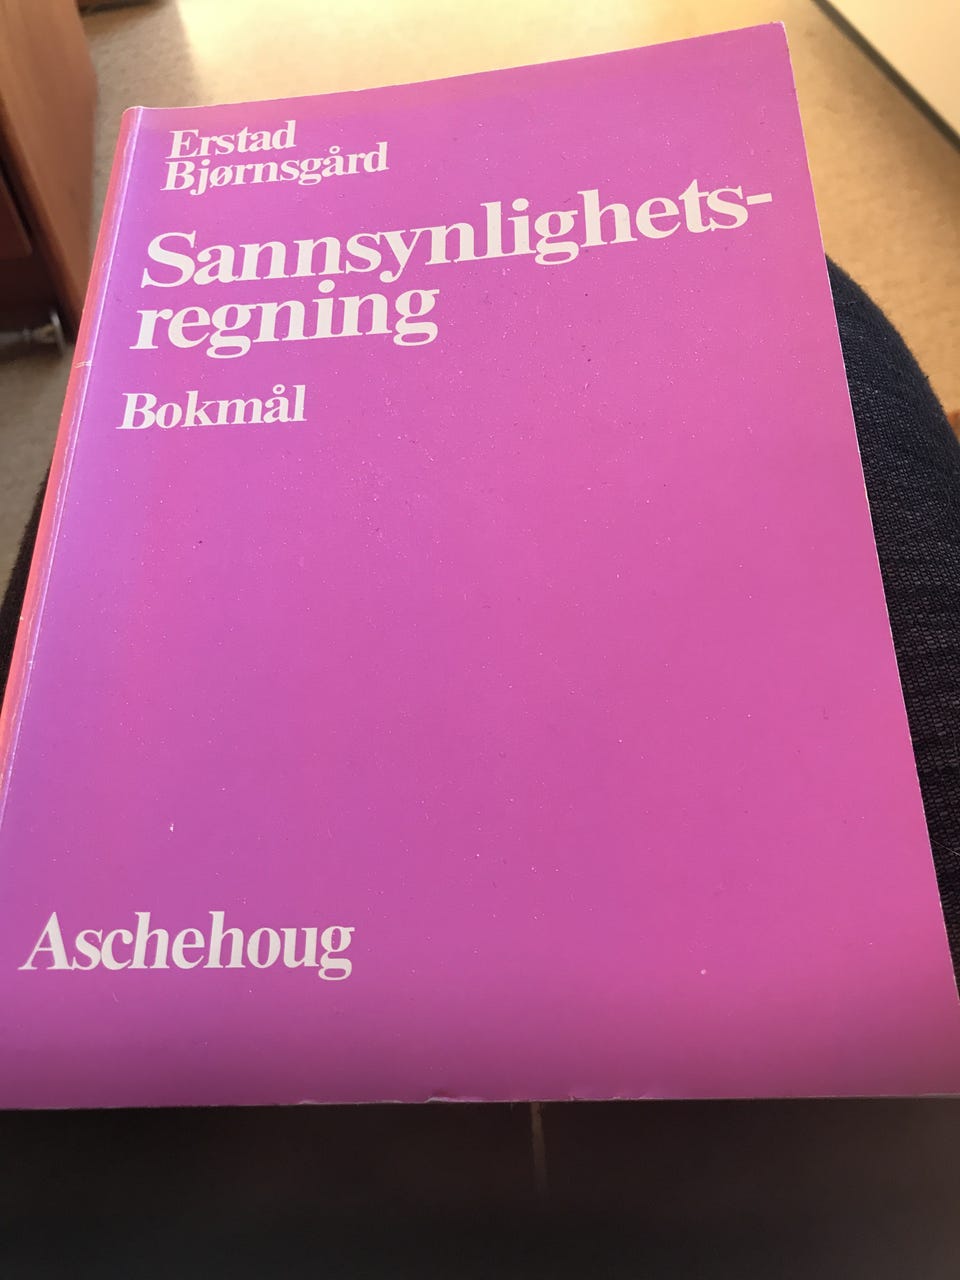 Erstad
Bjørnsgård
Sannsynlighets-
regning
Bokmål
Aschehoug